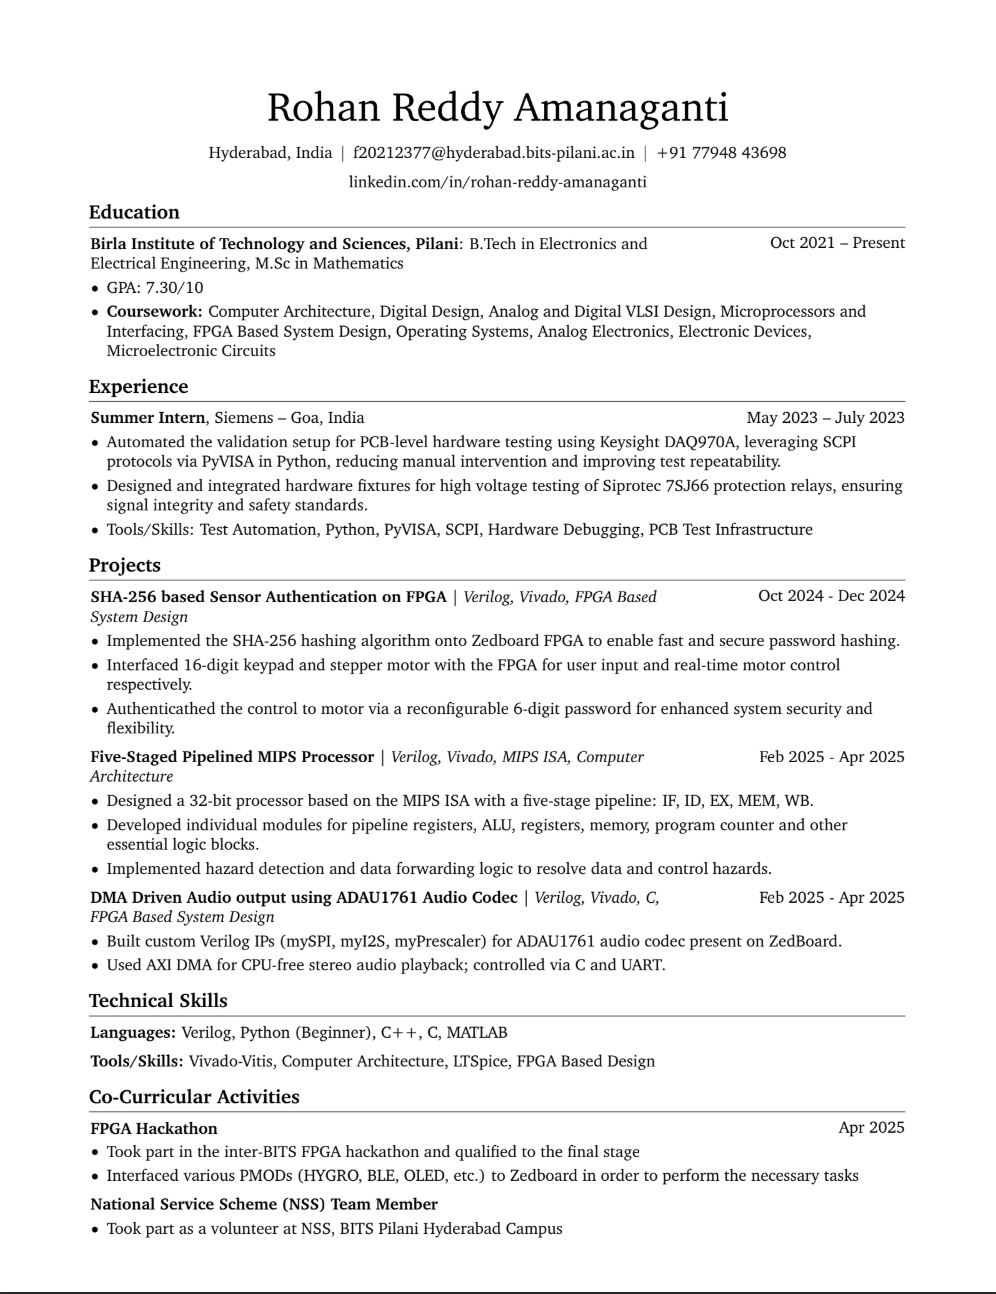 Rohan Reddy Amanaganti
Hyderabad, India | f20212377@hyderabad.bits-pilani.ac.in | +91 77948 43698
linkedin.com/in/rohan-reddy-amanaganti
Education
Birla Institute of Technology and Sciences, Pilani: B.Tech in Electronics and Oct 2021 – Present
Electrical Engineering, M.Sc in Mathematics
• GPA: 7.30/10
• Coursework: Computer Architecture, Digital Design, Analog and Digital VLSI Design, Microprocessors and
Interfacing, FPGA Based System Design, Operating Systems, Analog Electronics, Electronic Devices,
Microelectronic Circuits
Experience
Summer Intern, Siemens – Goa, India May 2023 – July 2023
• Automated the validation setup for PCB-level hardware testing using Keysight DAQ970A, leveraging SCPI
protocols via PyVISA in Python, reducing manual intervention and improving test repeatability.
• Designed and integrated hardware fixtures for high voltage testing of Siprotec 7SJ66 protection relays, ensuring
signal integrity and safety standards.
• Tools/Skills: Test Automation, Python, PyVISA, SCPI, Hardware Debugging, PCB Test Infrastructure
Projects
SHA-256 based Sensor Authentication on FPGA | Verilog, Vivado, FPGA Based Oct 2024 - Dec 2024
System Design
• Implemented the SHA-256 hashing algorithm onto Zedboard FPGA to enable fast and secure password hashing.
• Interfaced 16-digit keypad and stepper motor with the FPGA for user input and real-time motor control
respectively.
• Authenticathed the control to motor via a reconfigurable 6-digit password for enhanced system security and
flexibility.
Five-Staged Pipelined MIPS Processor | Verilog, Vivado, MIPS ISA, Computer Feb 2025 - Apr 2025
Architecture
• Designed a 32-bit processor based on the MIPS ISA with a five-stage pipeline: IF, ID, EX, MEM, WB.
• Developed individual modules for pipeline registers, ALU, registers, memory, program counter and other
essential logic blocks.
• Implemented hazard detection and data forwarding logic to resolve data and control hazards.
DMA Driven Audio output using ADAU1761 Audio Codec | Verilog, Vivado, C, Feb 2025 - Apr 2025
FPGA Based System Design
• Built custom Verilog IPs (mySPI, myI2S, myPrescaler) for ADAU1761 audio codec present on ZedBoard.
• Used AXI DMA for CPU-free stereo audio playback; controlled via C and UART.
Technical Skills
Languages: Verilog, Python (Beginner), C++, C, MATLAB
Tools/Skills: Vivado-Vitis, Computer Architecture, LTSpice, FPGA Based Design
Co-Curricular Activities
FPGA Hackathon Apr 2025
• Took part in the inter-BITS FPGA hackathon and qualified to the final stage
• Interfaced various PMODs (HYGRO, BLE, OLED, etc.) to Zedboard in order to perform the necessary tasks
National Service Scheme (NSS) Team Member
• Took part as a volunteer at NSS, BITS Pilani Hyderabad Campus